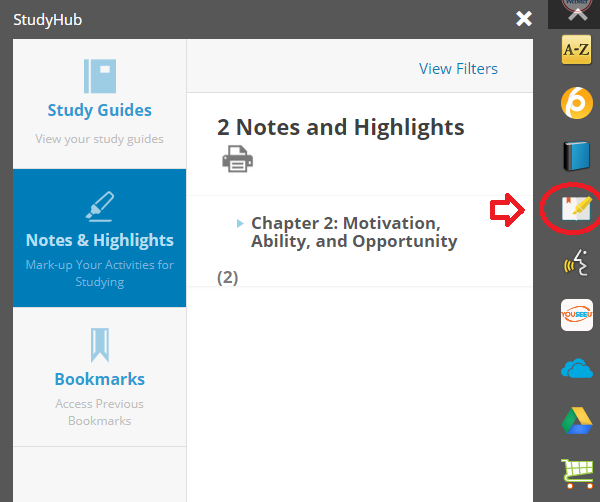 StudyHub
Study Guides
View your study guides
Notes & Highlights
Mark-up Your Activities for
Studying
Bookmarks
Access Previous
Bookmarks
View Filters
2 Notes and Highlights
Chapter 2: Motivation,
Ability, and Opportunity
(2)
A-Z
YOUSEEU